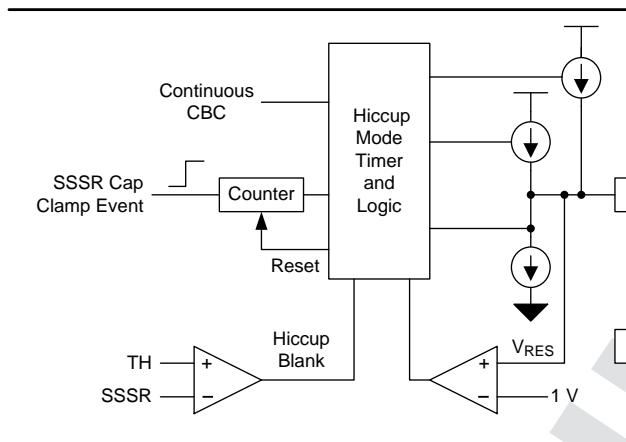 Continuous
CBC
Hiccup
Mode
Timer
and
Logic
SSSR Cap
Clamp Event
Counter
Reset
Hiccup
Blank
TH
+
SSSR
−
VRES
+
−
1 V